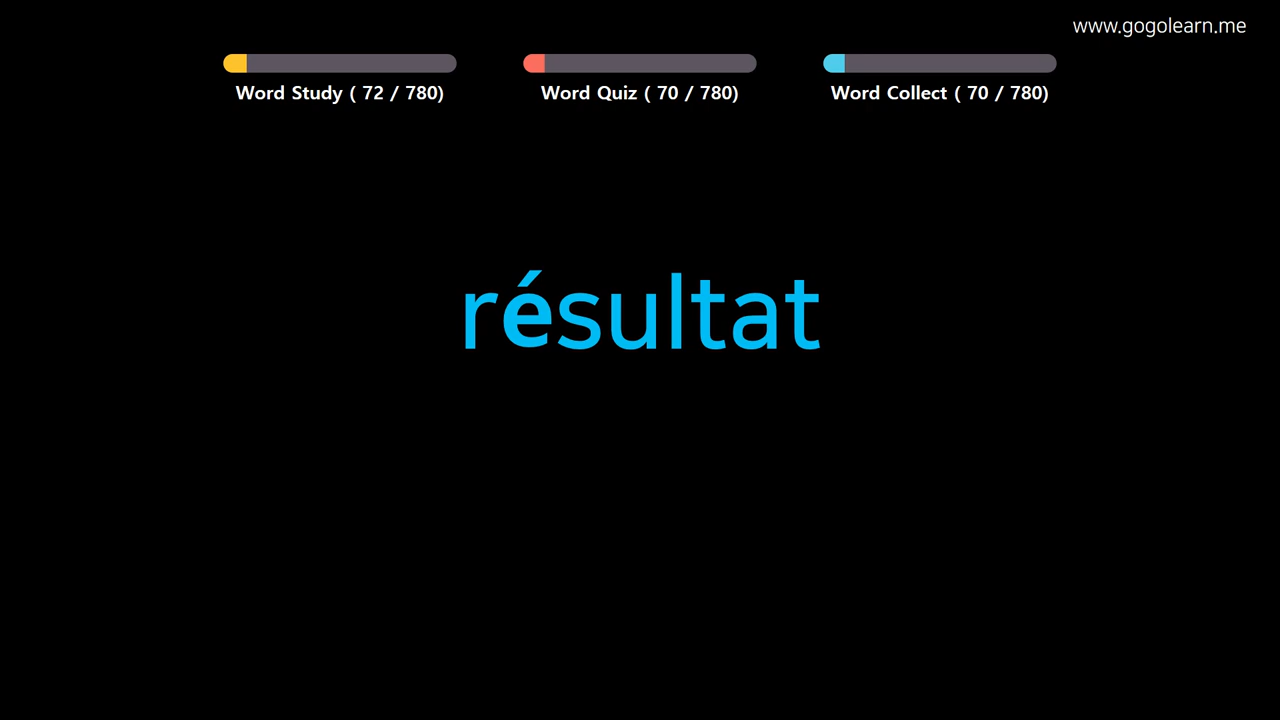 www.gogolearn.me
Word Study ( 72 / 780)
Word Quiz ( 70 / 780)
Word Collect ( 70 / 780)
résultat